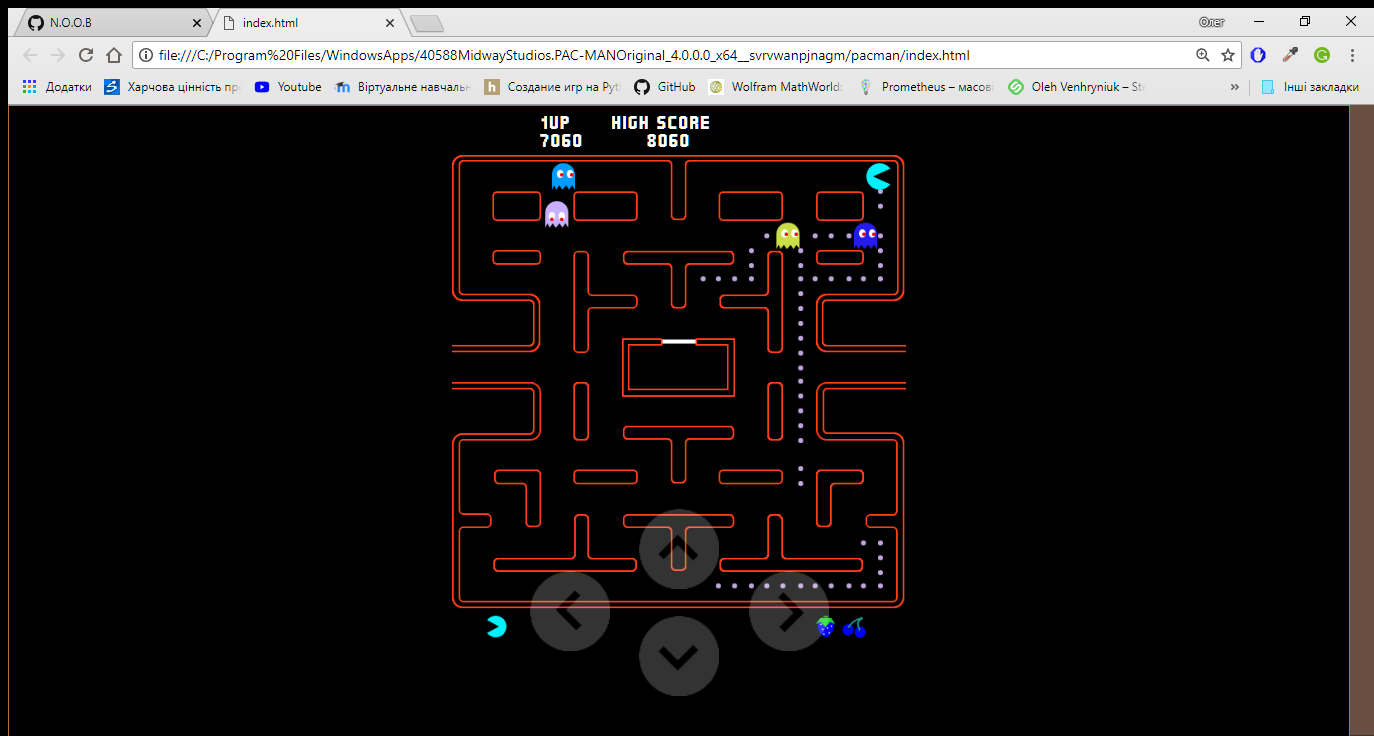 N.O.O.B
index.html
Олег
file:///C:/Program%20Files/WindowsApps/40588MidwayStudios.PAC-MANOriginal_4.0.0.0_x64__svrvwanpjnagm/pacman/index.html
Додатки
Харчова цінність про
Youtube
Віртуальне навчальн
Создание игр на Pyt
GitHub
Wolfram MathWorld:
Prometheus – масові
Oleh Venhryniuk – St
Інші закладки
1UP HIGH SCORE
7060 8060